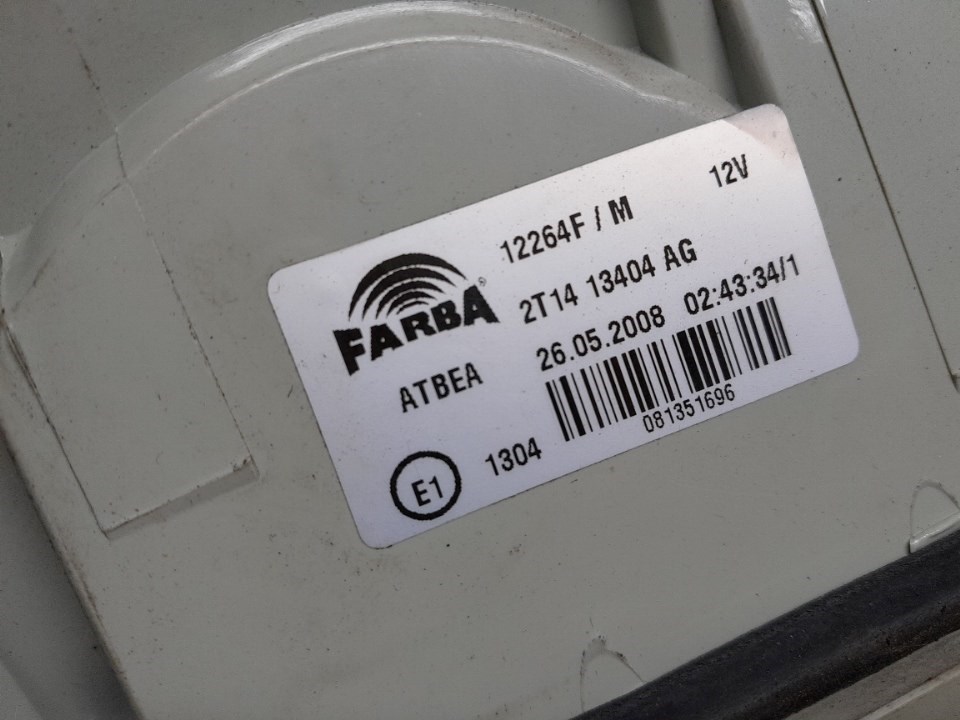 12264F / M 12V
FARBA®
2T14 13404 AG
26.05.2008 02:43:34/1
ATBEA
081351696
E1 1304